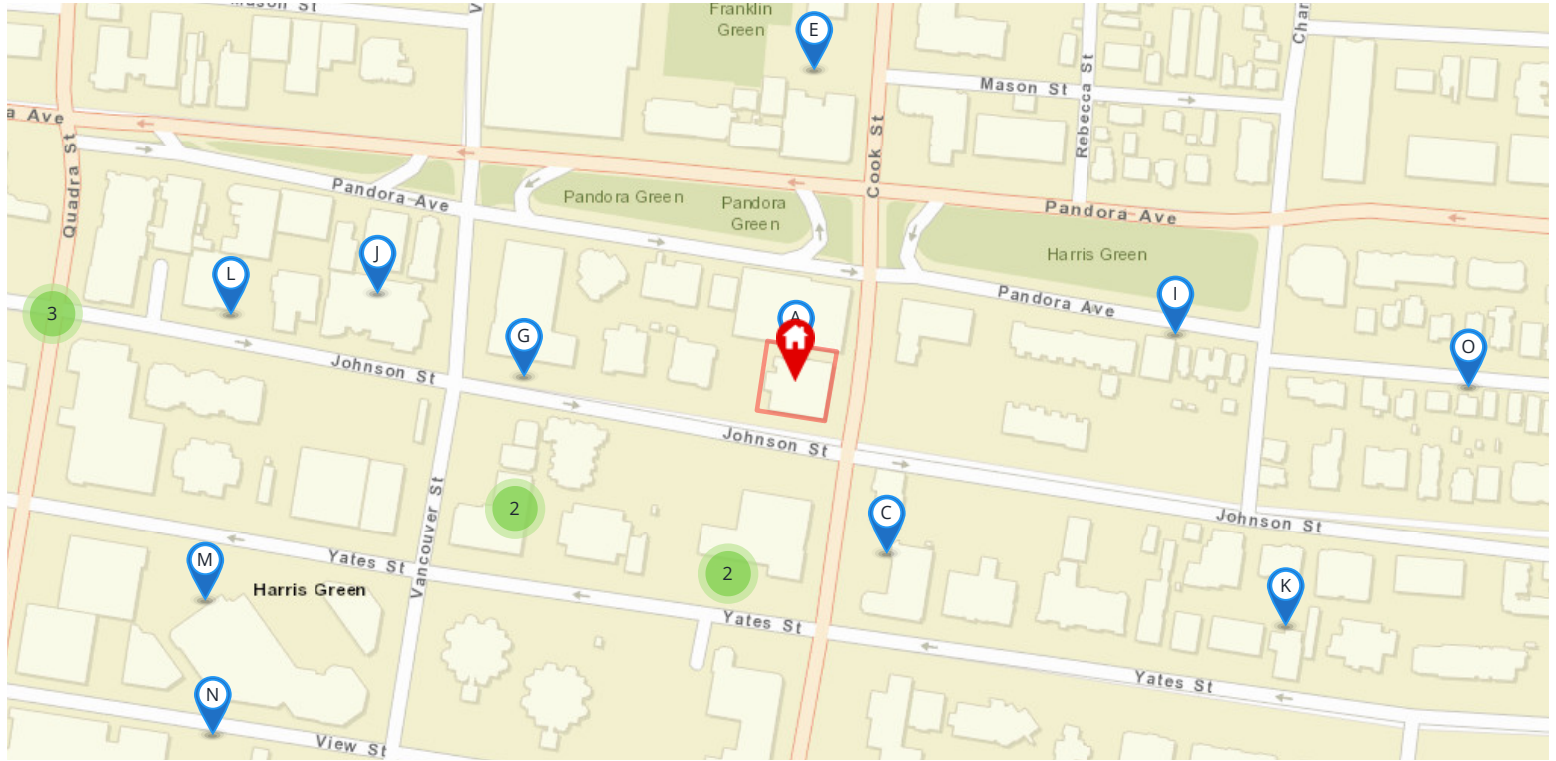 Mason St
Franklin
Green
E
Mason St
Rebecca St
Cook St
a Ave
Quadra St
Pandora Ave
Pandora Green
Pandora
Green
Pandora Ave
Harris Green
L
J
G
A
I
O
Pandora Ave
3
Johnson St
Johnson St
Johnson St
2
2
C
K
M
Harris Green
Yates St
Vancouver St
Yates St
Yates St
N
View St